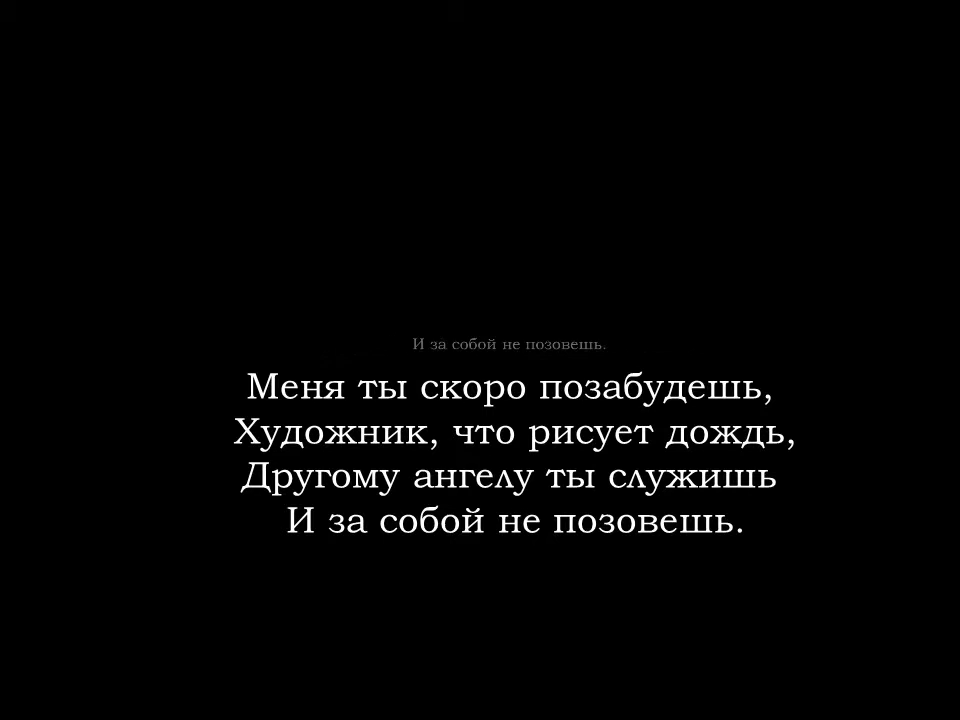 И за собой не позовешь.
Меня ты скоро позабудешь,
Художник, что рисует дождь,
Другому ангелу ты служишь
И за собой не позовешь.